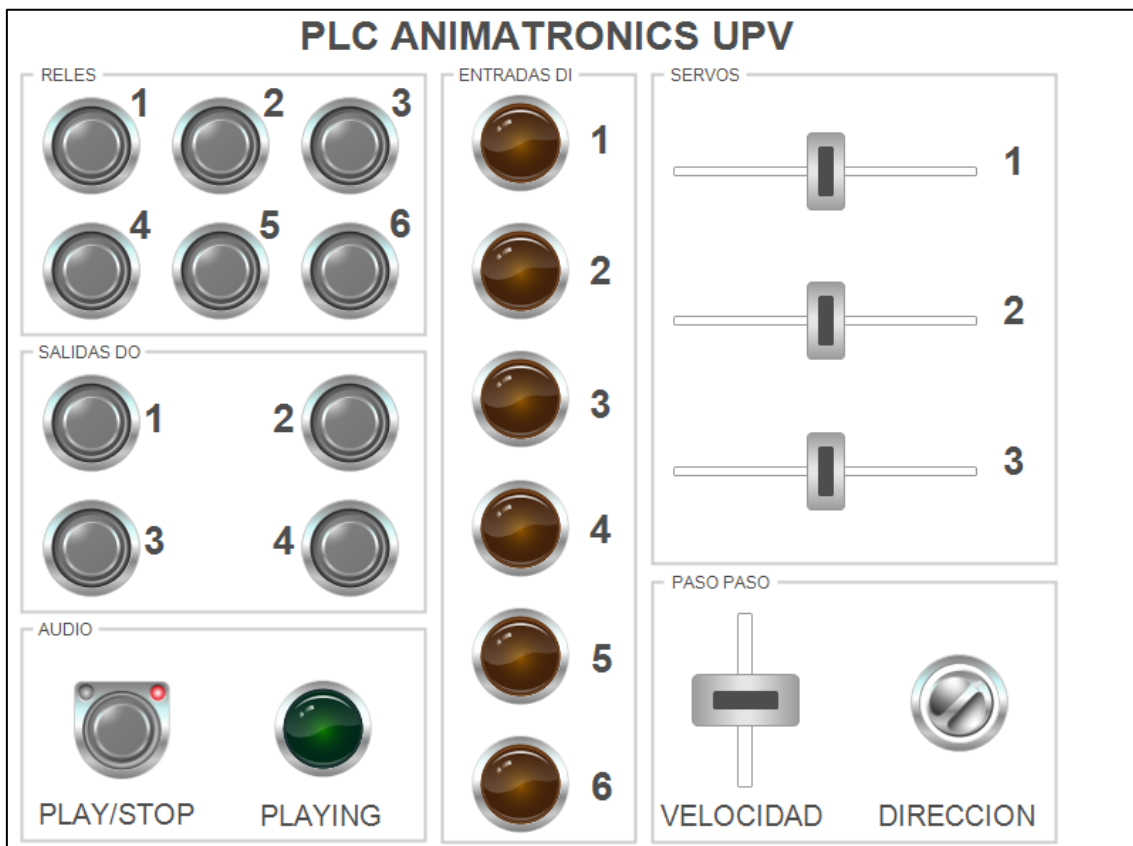 PLC ANIMATRONICS UPV
RELES
1 2 3
4 5 6
SALIDAS DO
1 2
3 4
AUDIO
PLAY/STOP PLAYING
ENTRADAS DI
1
2
3
4
5
6
SERVOS
1
2
3
PASO PASO
VELOCIDAD DIRECCION